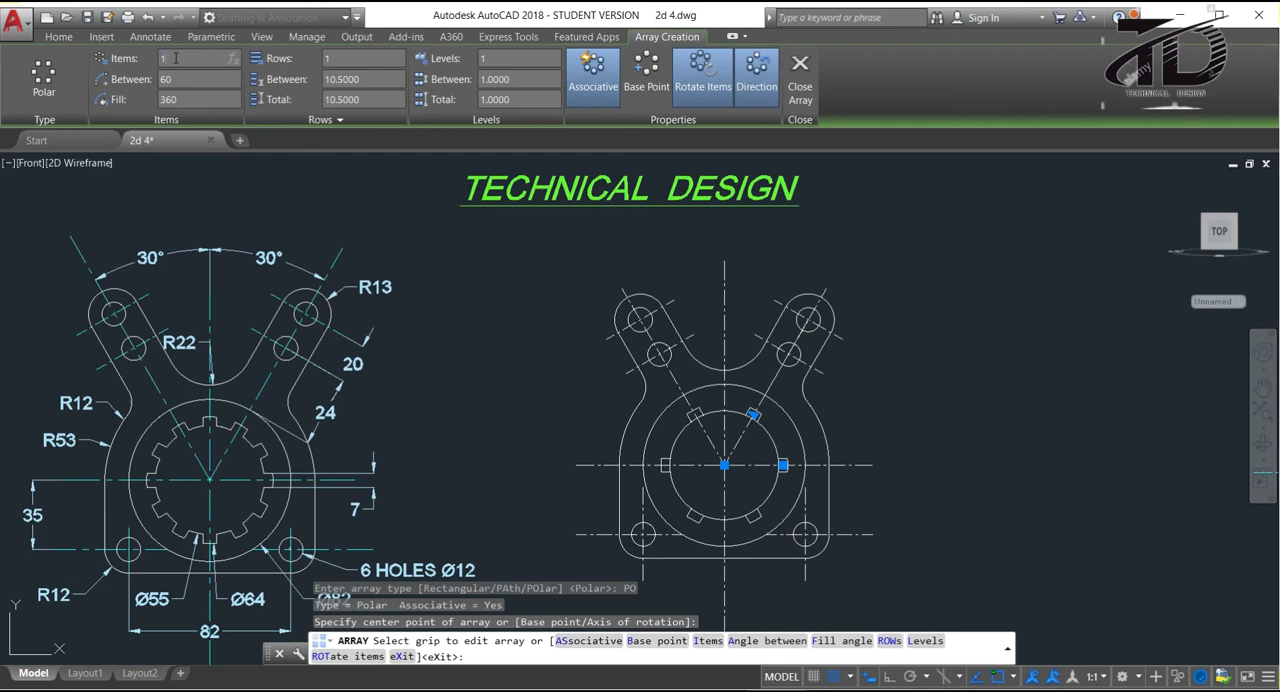 Drafting & Annotation
Autodesk AutoCAD 2018 - STUDENT VERSION 2d 4.dwg
Type a keyword or phrase
Sign In
Home Insert Annotate Parametric View Manage Output Add-ins A360 Express Tools Featured Apps Array Creation
Items: 1 Rows: 1 Levels: 1
Between: 60 Between: 10.5000 Between: 1.0000
Fill: 360 Total: 10.5000 Total: 1.0000
Polar
Associative Base Point Rotate Items Direction Close Array
Type Items Rows Levels Properties Close
TD
TECHNICAL DESIGN
Start 2d 4*
[−][Front][2D Wireframe]
TECHNICAL DESIGN
TOP
Unnamed
30° 30°
R13
R22
20
R12
24
R53
7
35
6 HOLES Ø12
R12
Ø55 Ø64 Ø82
82
Y
X
Enter array type [Rectangular/PAth/POlar] <Polar>: PO
Type = Polar Associative = Yes
Specify center point of array or [Base point/Axis of rotation]:
ARRAY Select grip to edit array or [ASsociative Base point Items Angle between Fill angle ROWs Levels
ROTate items eXit]<eXit>:
Model Layout1 Layout2
MODEL 1:1